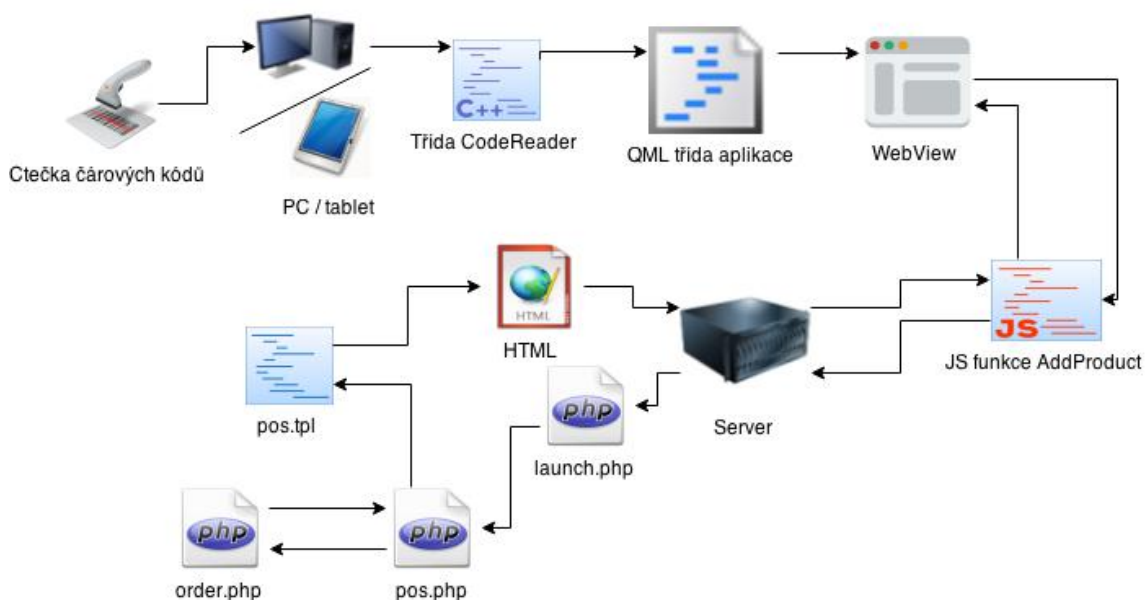 C++
Čtečka čárových kódů
PC / tablet
Třída CodeReader
QML třída aplikace
WebView
HTML
HTML
JS
JS funkce AddProduct
pos.tpl
php
launch.php
Server
php
order.php
php
pos.php